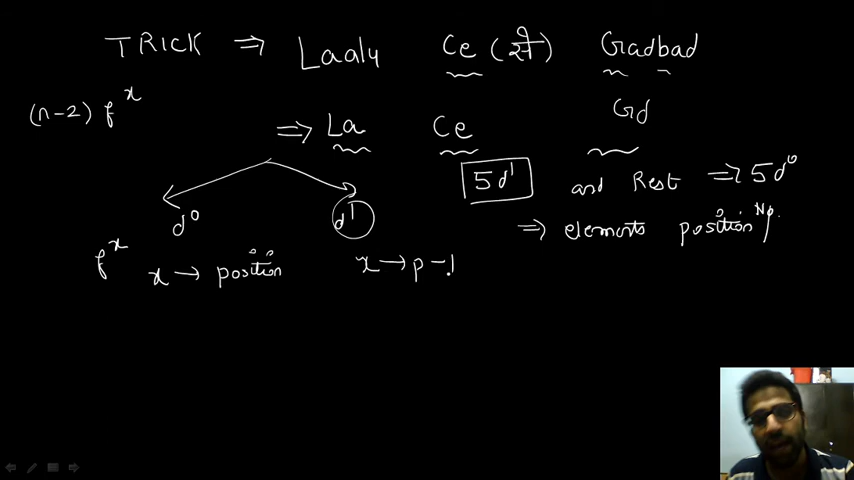 TRICK ⇒ Laaly Ce (से) Gadbad
(n-2) f^x
⇒ La Ce Gd
5d¹ and Rest ⇒ 5d⁰
d⁰ d¹
⇒ elements position No.
f^x x → position x → p-1